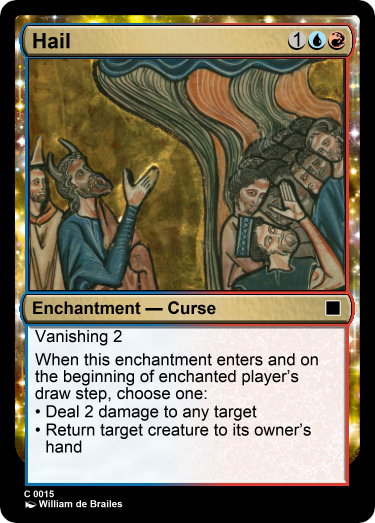 Hail 1
Enchantment — Curse
Vanishing 2
When this enchantment enters and on
the beginning of enchanted player's
draw step, choose one:
• Deal 2 damage to any target
• Return target creature to its owner's
hand
C 0015
William de Brailes